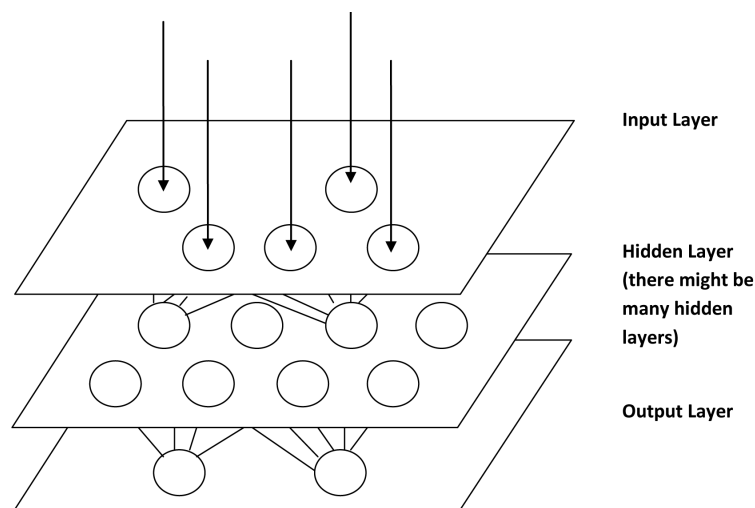 Input Layer
Hidden Layer
(there might be
many hidden
layers)
Output Layer